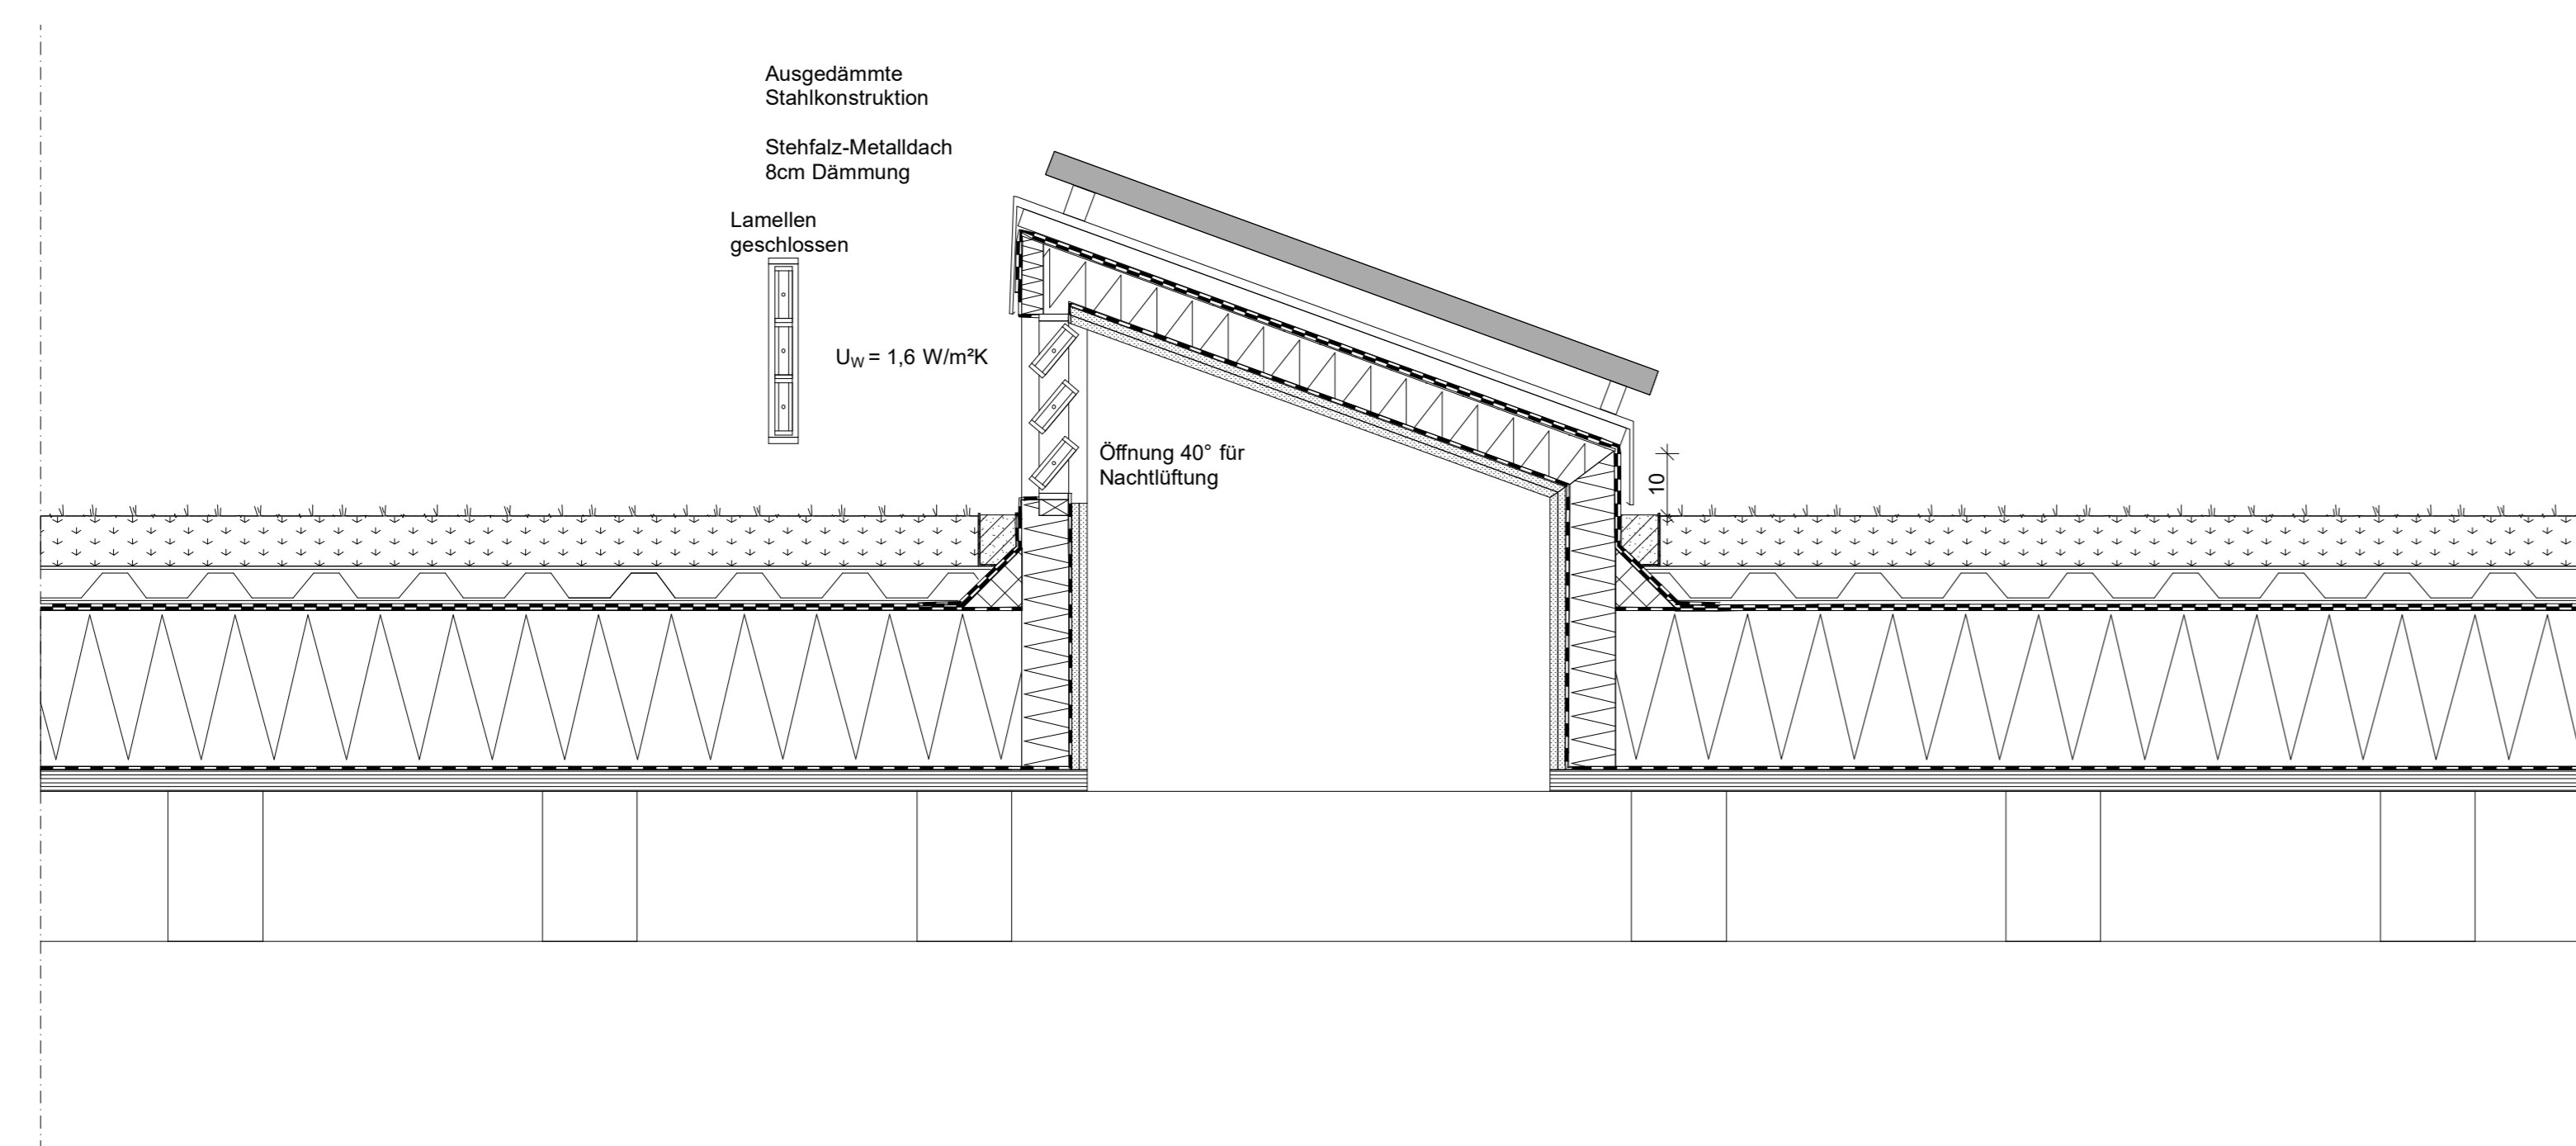 Ausgedämmte
Stahlkonstruktion
Stehfalz-Metalldach
8cm Dämmung
Lamellen
geschlossen
UW = 1,6 W/m²K
Öffnung 40° für
Nachtlüftung
10